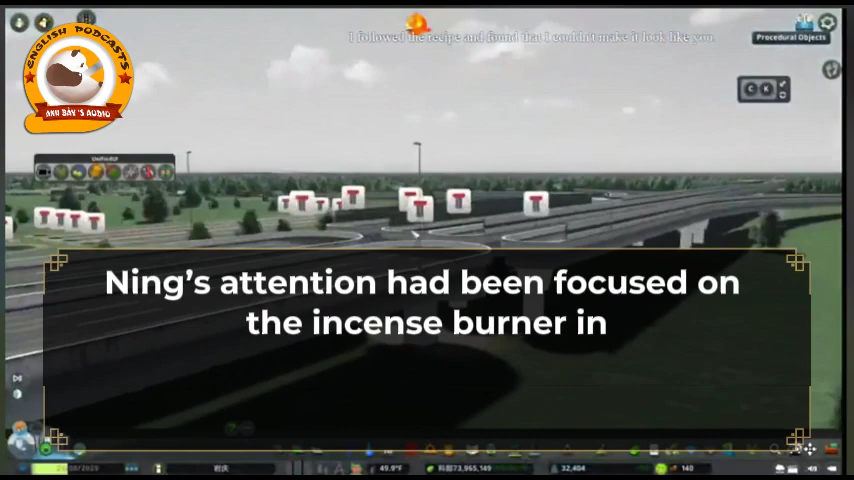 I followed the recipe and found that I couldn't make it look like you.
Procedural Objects
ENGLISH PODCASTS
ANH BẢY 'S AUDIO
Ning's attention had been focused on
the incense burner in
49.9°F
32,404
140